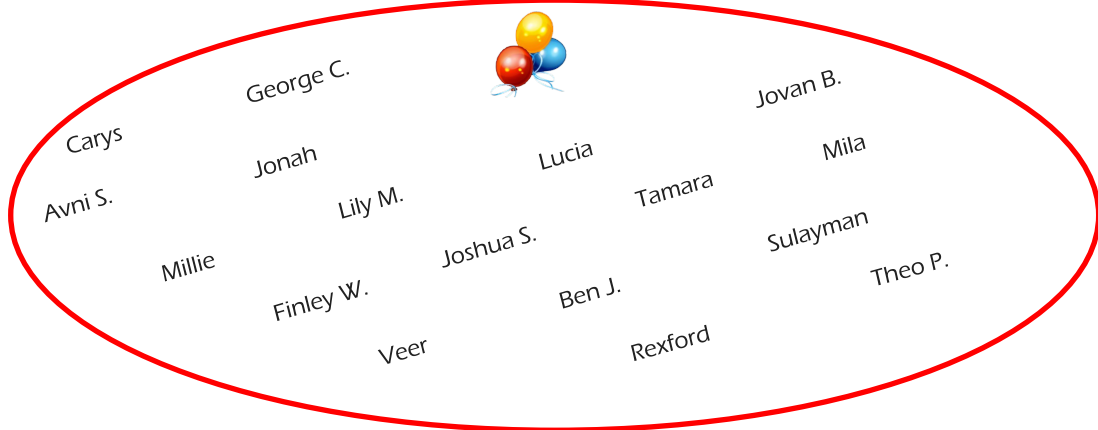 George C.
Jovan B.
Carys
Jonah
Lucia
Mila
Avni S.
Lily M.
Tamara
Millie
Joshua S.
Sulayman
Finley W.
Ben J.
Theo P.
Veer
Rexford